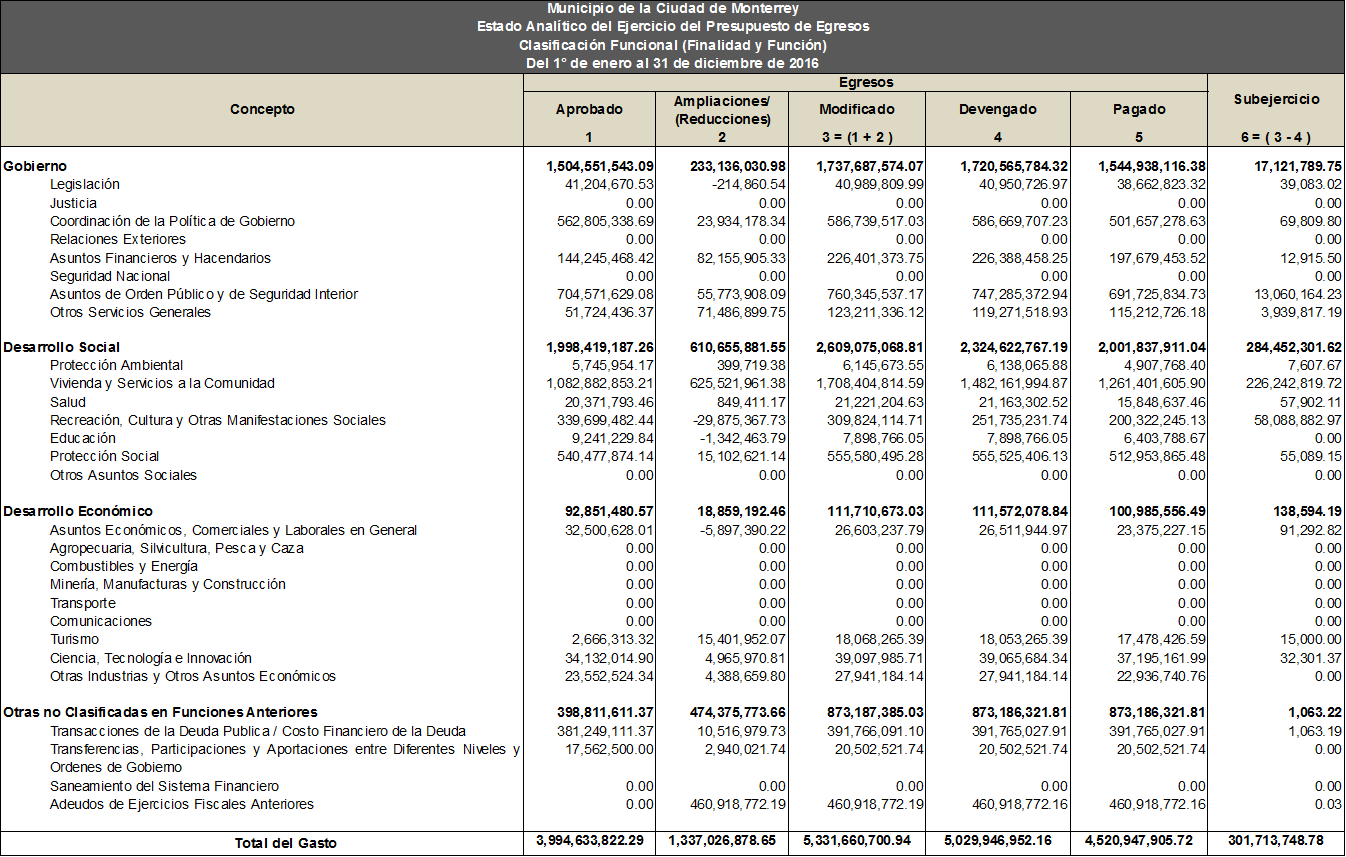 Municipio de la Ciudad de Monterrey
Estado Analítico del Ejercicio del Presupuesto de Egresos
Clasificación Funcional (Finalidad y Función)
Del 1° de enero al 31 de diciembre de 2016
Egresos
Concepto Aprobado Ampliaciones/ (Reducciones) Modificado Devengado Pagado Subejercicio
1 2 3 = (1 + 2 ) 4 5 6 = ( 3 - 4 )
Gobierno 1,504,551,543.09 233,136,030.98 1,737,687,574.07 1,720,565,784.32 1,544,938,116.38 17,121,789.75
Legislación 41,204,670.53 -214,860.54 40,989,809.99 40,950,726.97 38,662,823.32 39,083.02
Justicia 0.00 0.00 0.00 0.00 0.00 0.00
Coordinación de la Política de Gobierno 562,805,338.69 23,934,178.34 586,739,517.03 586,669,707.23 501,657,278.63 69,809.80
Relaciones Exteriores 0.00 0.00 0.00 0.00 0.00 0.00
Asuntos Financieros y Hacendarios 144,245,468.42 82,155,905.33 226,401,373.75 226,388,458.25 197,679,453.52 12,915.50
Seguridad Nacional 0.00 0.00 0.00 0.00 0.00 0.00
Asuntos de Orden Público y de Seguridad Interior 704,571,629.08 55,773,908.09 760,345,537.17 747,285,372.94 691,725,834.73 13,060,164.23
Otros Servicios Generales 51,724,436.37 71,486,899.75 123,211,336.12 119,271,518.93 115,212,726.18 3,939,817.19
Desarrollo Social 1,998,419,187.26 610,655,881.55 2,609,075,068.81 2,324,622,767.19 2,001,837,911.04 284,452,301.62
Protección Ambiental 5,745,954.17 399,719.38 6,145,673.55 6,138,065.88 4,907,768.40 7,607.67
Vivienda y Servicios a la Comunidad 1,082,882,853.21 625,521,961.38 1,708,404,814.59 1,482,161,994.87 1,261,401,605.90 226,242,819.72
Salud 20,371,793.46 849,411.17 21,221,204.63 21,163,302.52 15,848,637.46 57,902.11
Recreación, Cultura y Otras Manifestaciones Sociales 339,699,482.44 -29,875,367.73 309,824,114.71 251,735,231.74 200,322,245.13 58,088,882.97
Educación 9,241,229.84 -1,342,463.79 7,898,766.05 7,898,766.05 6,403,788.67 0.00
Protección Social 540,477,874.14 15,102,621.14 555,580,495.28 555,525,406.13 512,953,865.48 55,089.15
Otros Asuntos Sociales 0.00 0.00 0.00 0.00 0.00 0.00
Desarrollo Económico 92,851,480.57 18,859,192.46 111,710,673.03 111,572,078.84 100,985,556.49 138,594.19
Asuntos Económicos, Comerciales y Laborales en General 32,500,628.01 -5,897,390.22 26,603,237.79 26,511,944.97 23,375,227.15 91,292.82
Agropecuaria, Silvicultura, Pesca y Caza 0.00 0.00 0.00 0.00 0.00 0.00
Combustibles y Energía 0.00 0.00 0.00 0.00 0.00 0.00
Minería, Manufacturas y Construcción 0.00 0.00 0.00 0.00 0.00 0.00
Transporte 0.00 0.00 0.00 0.00 0.00 0.00
Comunicaciones 0.00 0.00 0.00 0.00 0.00 0.00
Turismo 2,666,313.32 15,401,952.07 18,068,265.39 18,053,265.39 17,478,426.59 15,000.00
Ciencia, Tecnología e Innovación 34,132,014.90 4,965,970.81 39,097,985.71 39,065,684.34 37,195,161.99 32,301.37
Otras Industrias y Otros Asuntos Económicos 23,552,524.34 4,388,659.80 27,941,184.14 27,941,184.14 22,936,740.76 0.00
Otras no Clasificadas en Funciones Anteriores 398,811,611.37 474,375,773.66 873,187,385.03 873,186,321.81 873,186,321.81 1,063.22
Transacciones de la Deuda Publica / Costo Financiero de la Deuda 381,249,111.37 10,516,979.73 391,766,091.10 391,765,027.91 391,765,027.91 1,063.19
Transferencias, Participaciones y Aportaciones entre Diferentes Niveles y 17,562,500.00 2,940,021.74 20,502,521.74 20,502,521.74 20,502,521.74 0.00
Ordenes de Gobierno
Saneamiento del Sistema Financiero 0.00 0.00 0.00 0.00 0.00 0.00
Adeudos de Ejercicios Fiscales Anteriores 0.00 460,918,772.19 460,918,772.19 460,918,772.16 460,918,772.16 0.03
Total del Gasto 3,994,633,822.29 1,337,026,878.65 5,331,660,700.94 5,029,946,952.16 4,520,947,905.72 301,713,748.78